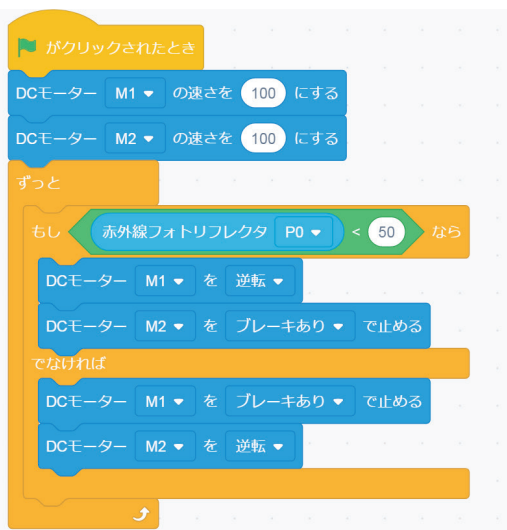 がクリックされたとき
DCモーター M1 の速さを 100 にする
DCモーター M2 の速さを 100 にする
ずっと
もし 赤外線フォトリフレクタ P0 < 50 なら
DCモーター M1 を 逆転
DCモーター M2 を ブレーキあり で止める
でなければ
DCモーター M1 を ブレーキあり で止める
DCモーター M2 を 逆転